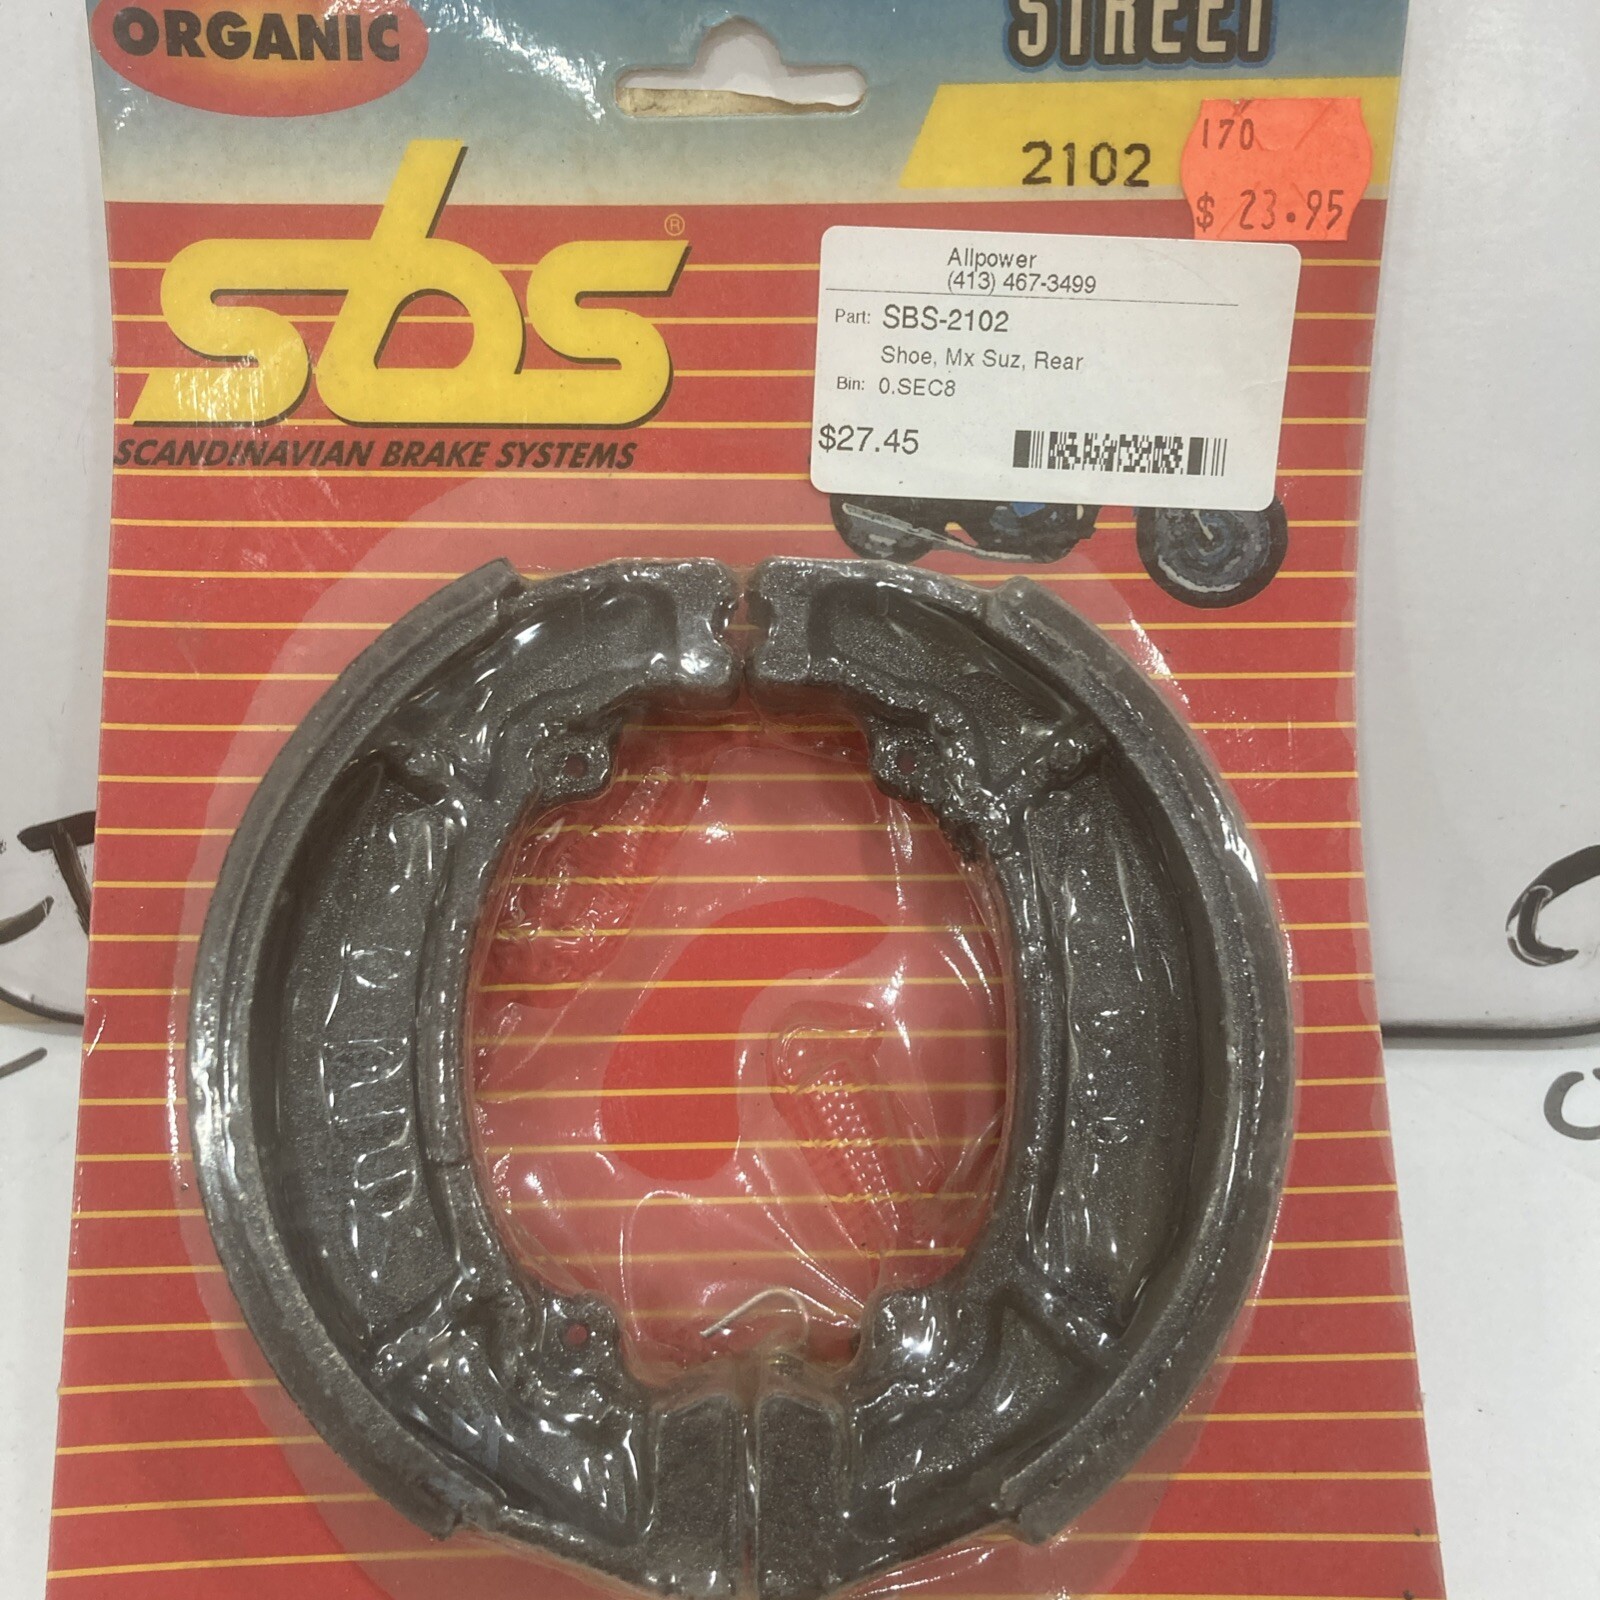 ORGANIC
STREET
2102
170
$ 23.95
sbs®
SCANDINAVIAN BRAKE SYSTEMS
Allpower
(413) 467-3499
Part: SBS-2102
Shoe, Mx Suz, Rear
Bin: 0.SEC8
$27.45